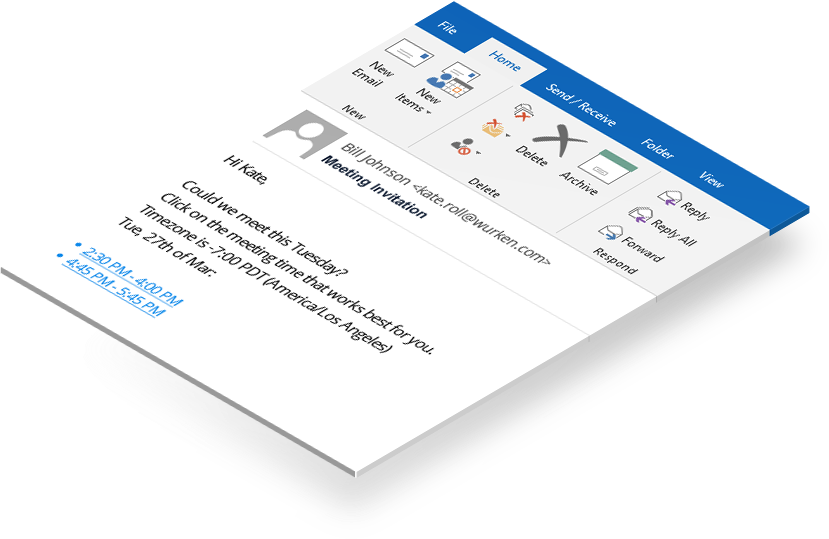 File
Home
Send / Receive
Folder
View
New
Email
New
Items
New
Delete
Archive
Delete
Reply
Reply All
Forward
Respond
Bill Johnson <kate.roll@wurken.com>
Meeting Invitation
Hi Kate,
Could we meet this Tuesday?
Click on the meeting time that works best for you.
Timezone is -7:00 PDT (America/Los Angeles)
Tue, 27th of Mar:
• 2:30 PM - 4:00 PM
• 4:45 PM - 5:45 PM